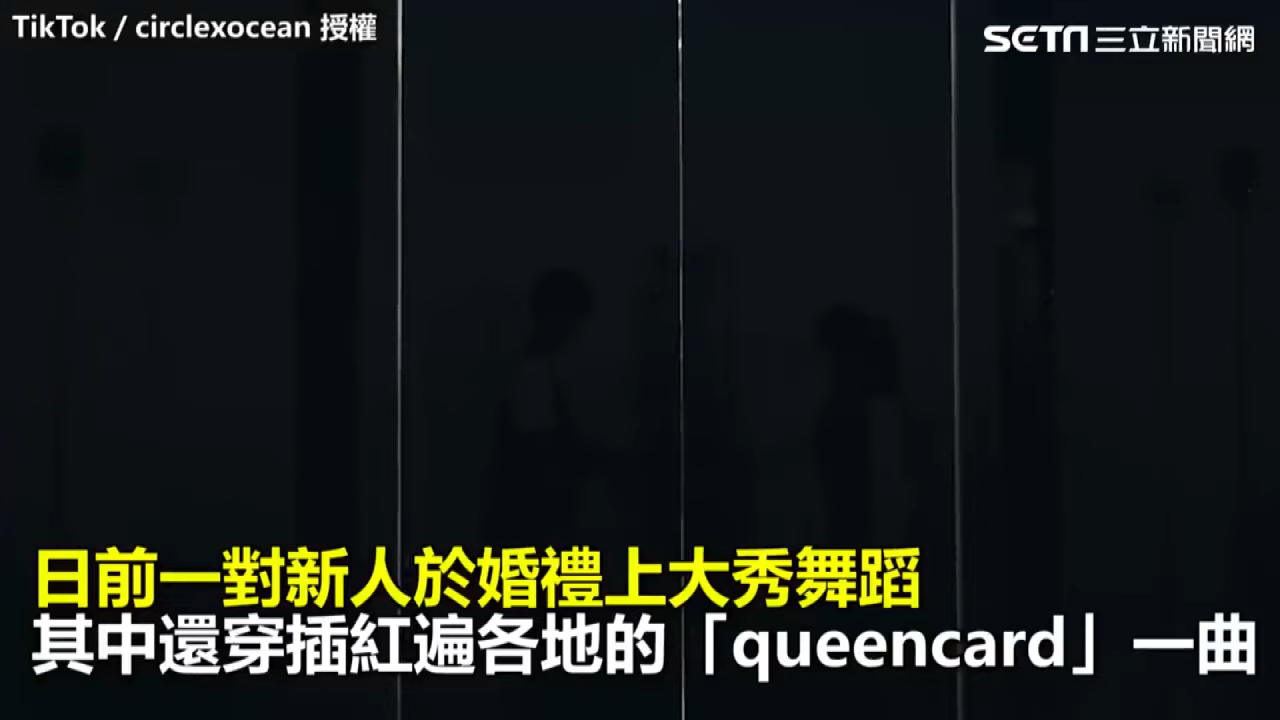 TikTok / circlexocean 授權
SETN三立新聞網
日前一對新人於婚禮上大秀舞蹈
其中還穿插紅遍各地的「queencard」一曲